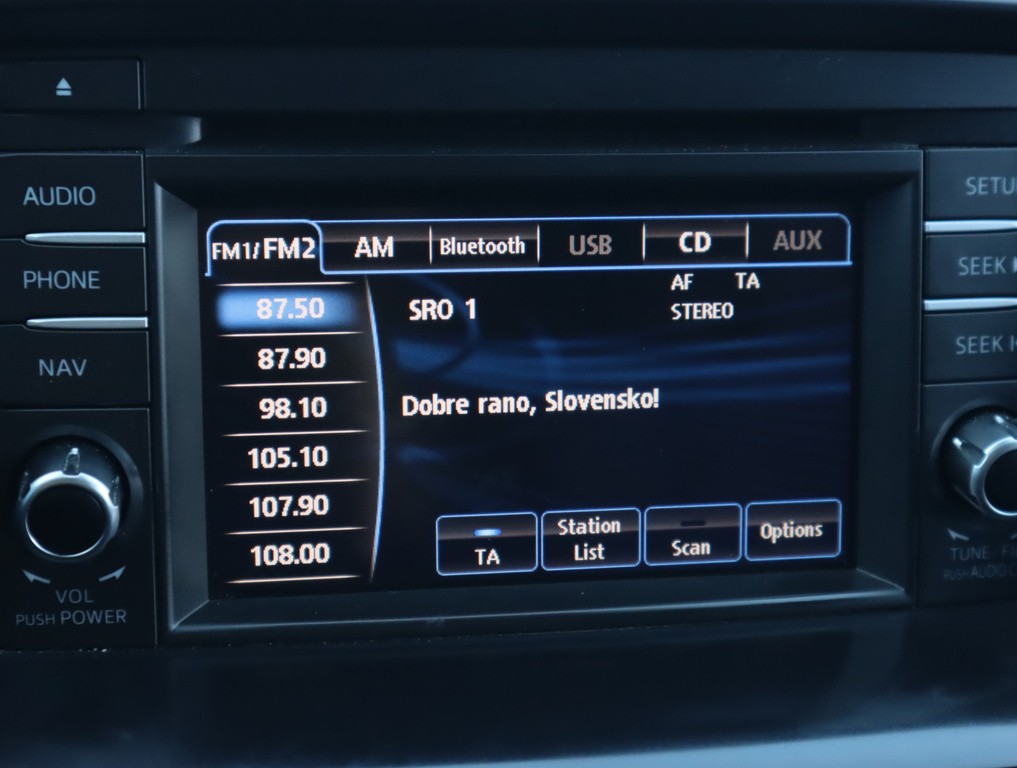 AUDIO
PHONE
NAV
VOL
PUSH POWER
FM1/FM2 AM Bluetooth USB CD AUX
87.50
87.90
98.10
105.10
107.90
108.00
SRO 1
AF TA
STEREO
Dobre rano, Slovensko!
TA
Station
List
Scan
Options
SEEK
SEEK
TUNE